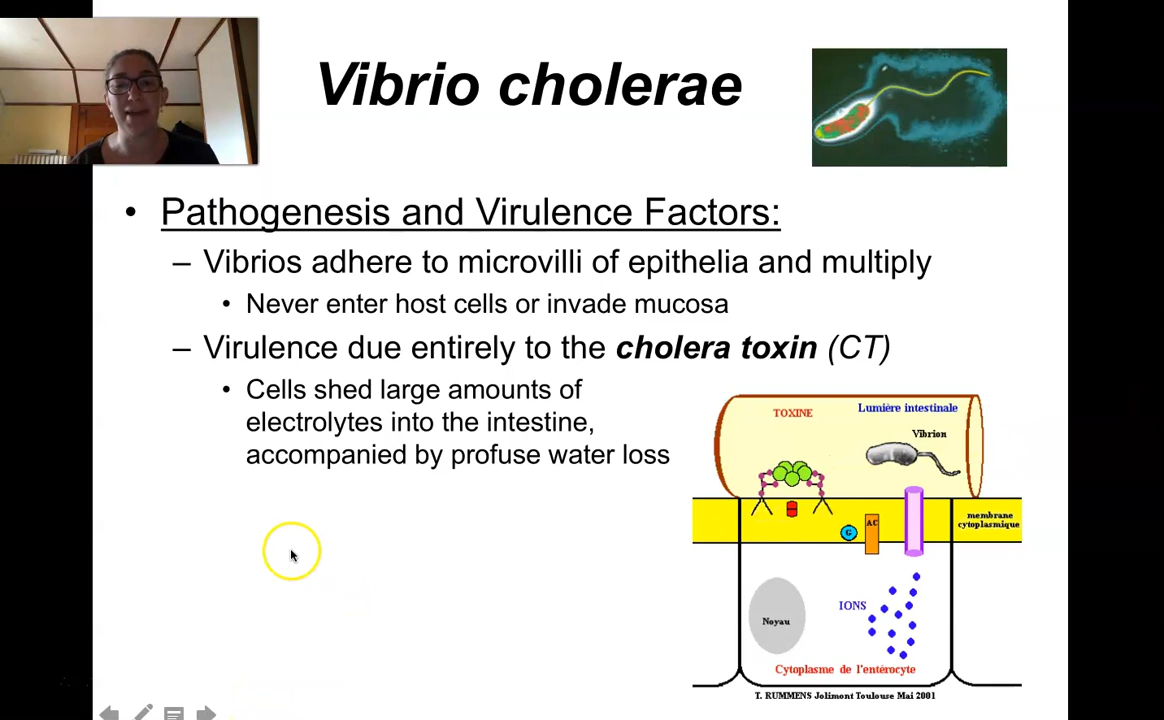 Vibrio cholerae
• Pathogenesis and Virulence Factors:
– Vibrios adhere to microvilli of epithelia and multiply
• Never enter host cells or invade mucosa
– Virulence due entirely to the cholera toxin (CT)
• Cells shed large amounts of
electrolytes into the intestine,
accompanied by profuse water loss
TOXINE
Lumière intestinale
Vibrion
G
AC
membrane
cytoplasmique
IONS
Noyau
Cytoplasme de l'entérocyte
T. RUMMENS Jolimont Toulouse Mai 2001